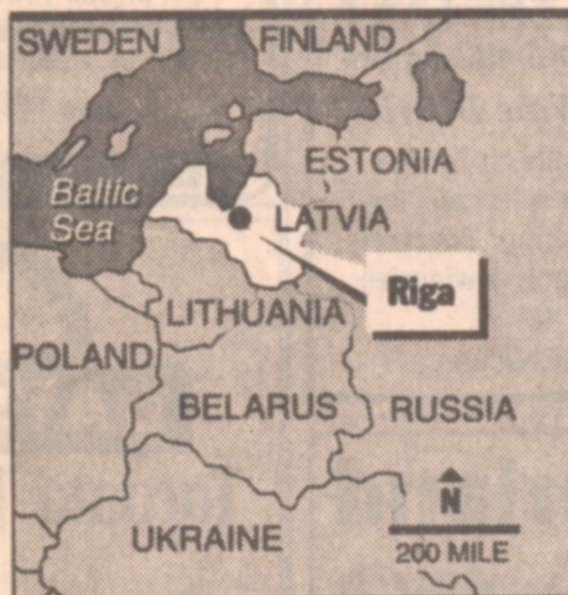 SWEDEN
FINLAND
ESTONIA
Baltic
Sea
LATVIA
Riga
LITHUANIA
POLAND
BELARUS
RUSSIA
N
UKRAINE
200 MILE